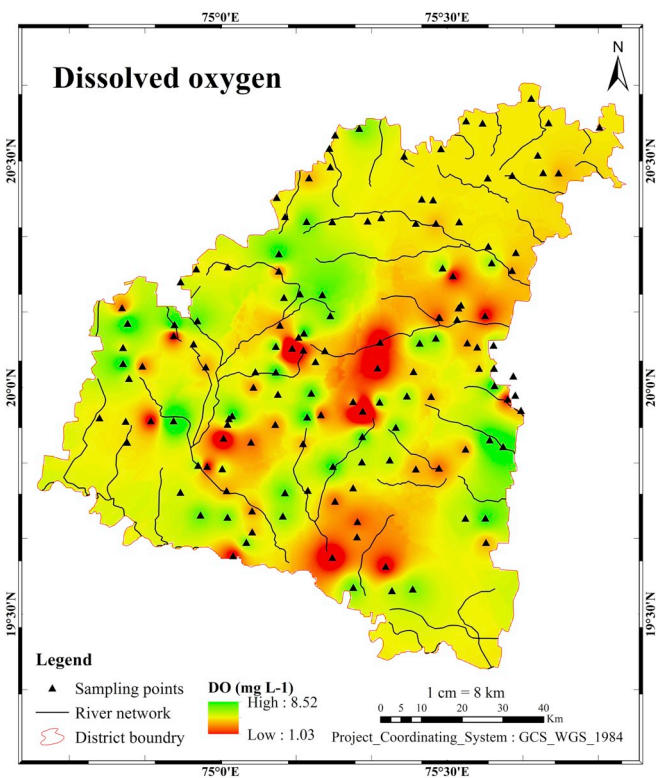 75°0'E 75°30'E
N
Dissolved oxygen
20°30'N 20°30'N
20°0'N 20°0'N
19°30'N 19°30'N
Legend
Sampling points
River network
District boundry
DO (mg L-1)
High : 8.52
Low : 1.03
1 cm = 8 km
0 5 10 20 30 40
Km
Project_Coordinating_System : GCS_WGS_1984
75°0'E 75°30'E